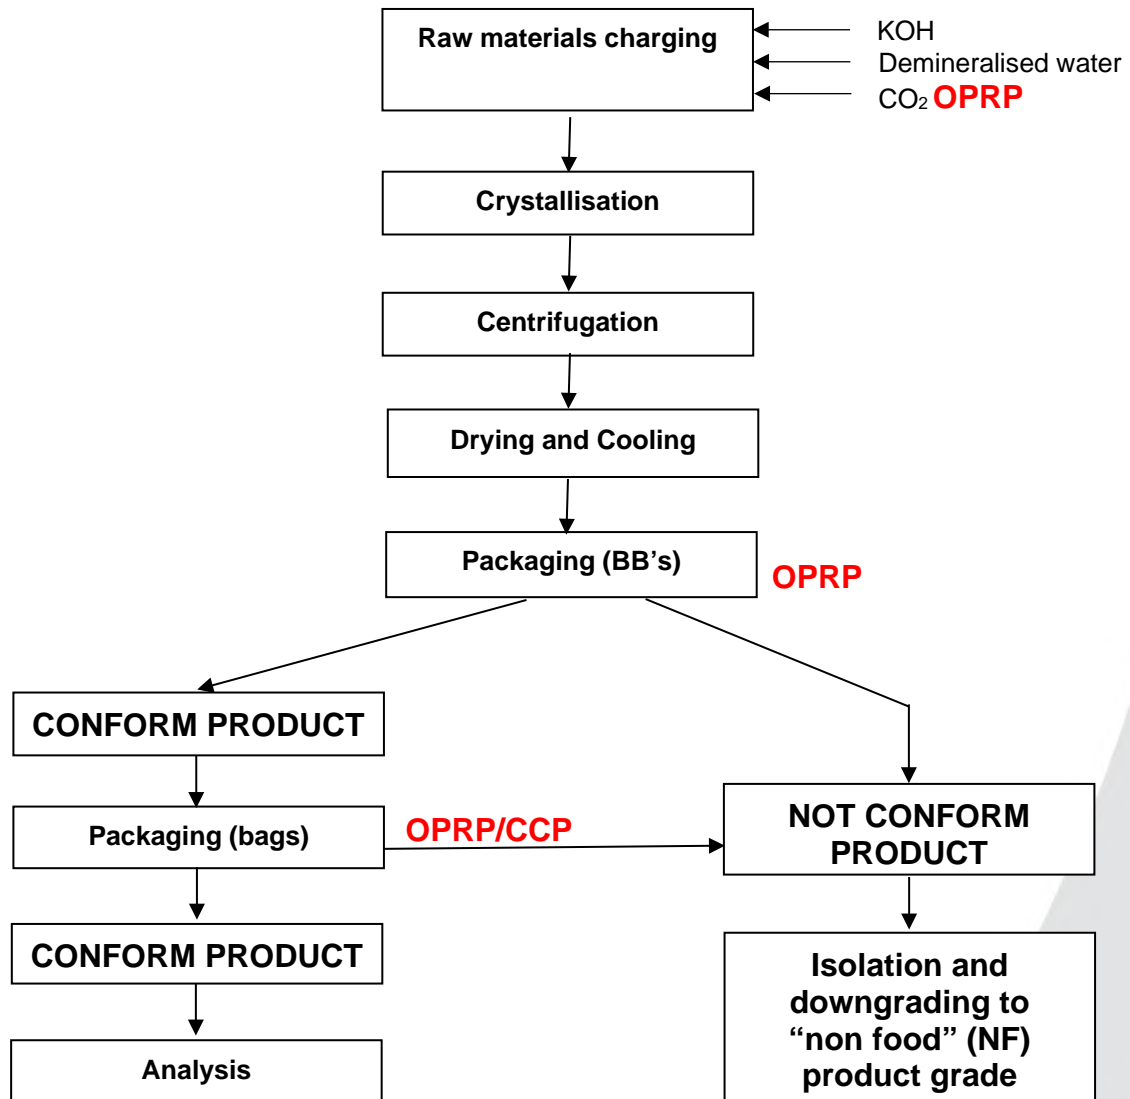 Raw materials charging
KOH
Demineralised water
CO₂ OPRP
Crystallisation
Centrifugation
Drying and Cooling
Packaging (BB’s)
OPRP
CONFORM PRODUCT
Packaging (bags)
OPRP/CCP
NOT CONFORM
PRODUCT
CONFORM PRODUCT
Analysis
Isolation and
downgrading to
“non food” (NF)
product grade